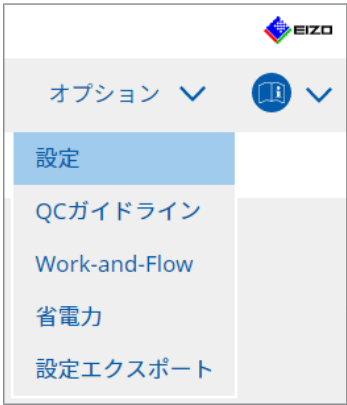 EIZO
オプション
設定
QCガイドライン
Work-and-Flow
省電力
設定エクスポート